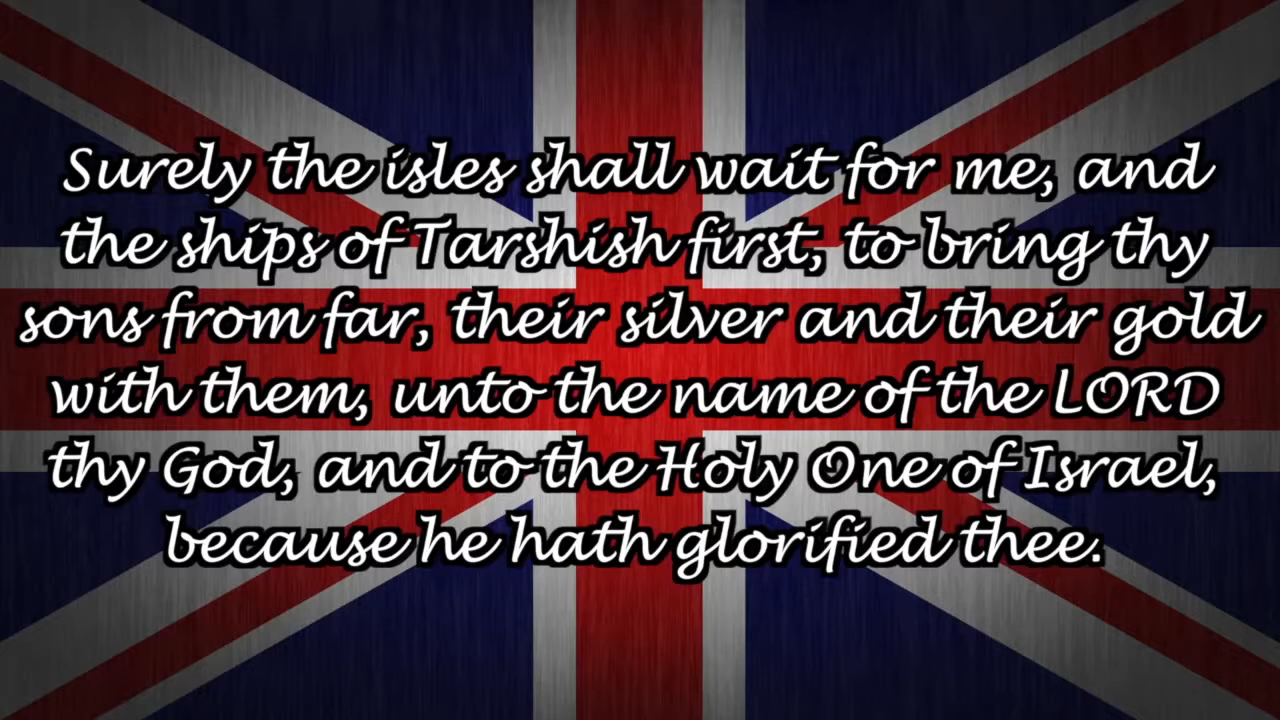 Surely the isles shall wait for me, and
the ships of Tarshish first, to bring thy
sons from far, their silver and their gold
with them, unto the name of the LORD
thy God, and to the Holy One of Israel,
because he hath glorified thee.